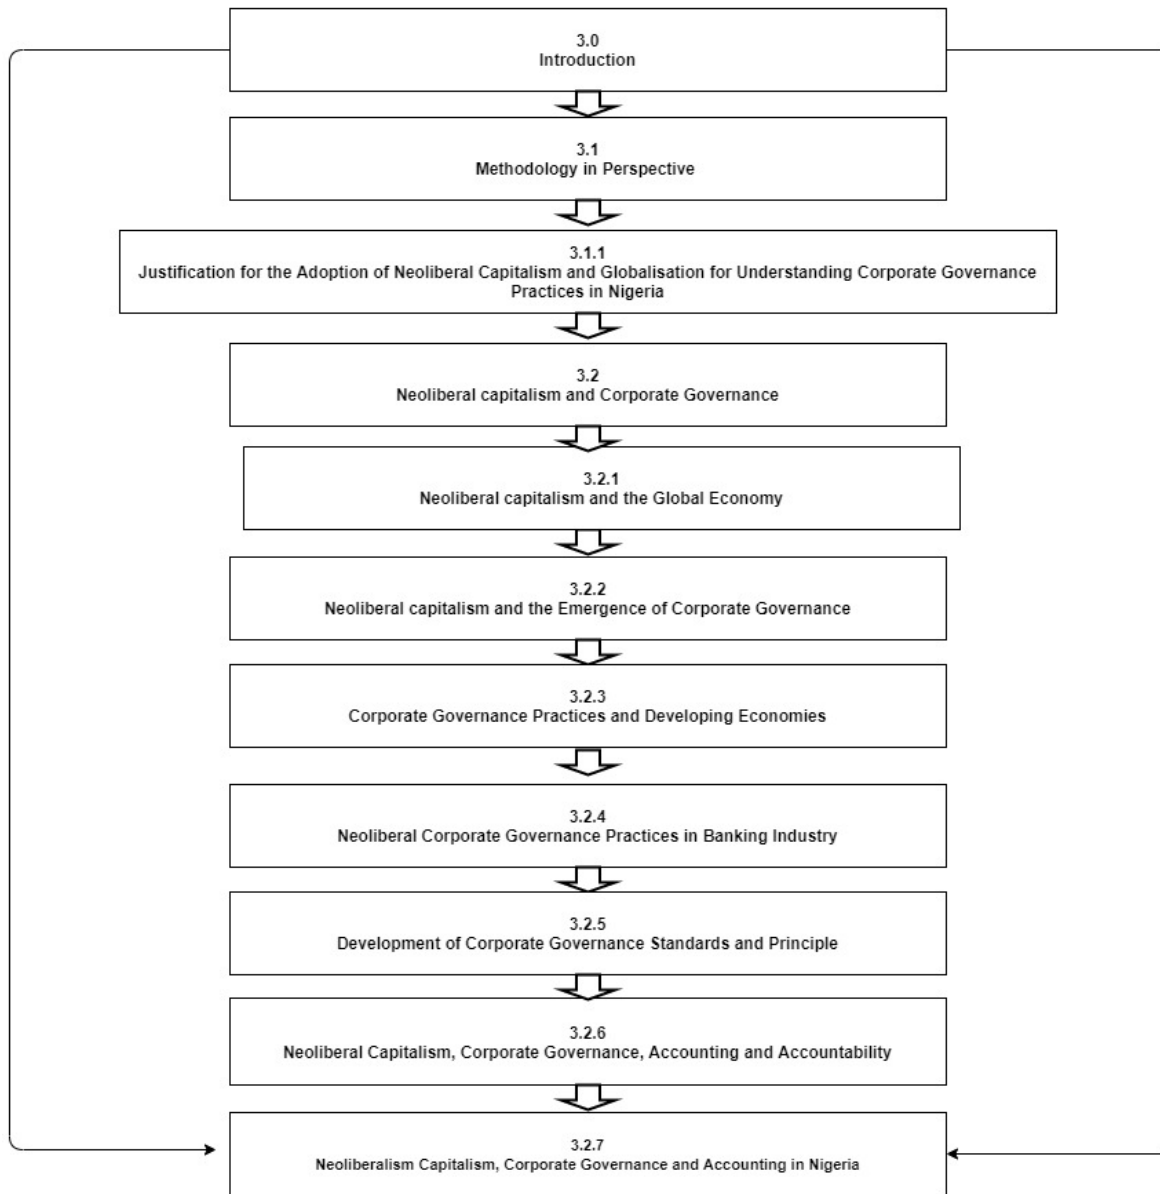 3.0
Introduction
3.1
Methodology in Perspective
3.1.1
Justification for the Adoption of Neoliberal Capitalism and Globalisation for Understanding Corporate Governance
Practices in Nigeria
3.2
Neoliberal capitalism and Corporate Governance
3.2.1
Neoliberal capitalism and the Global Economy
3.2.2
Neoliberal capitalism and the Emergence of Corporate Governance
3.2.3
Corporate Governance Practices and Developing Economies
3.2.4
Neoliberal Corporate Governance Practices in Banking Industry
3.2.5
Development of Corporate Governance Standards and Principle
3.2.6
Neoliberal Capitalism, Corporate Governance, Accounting and Accountability
3.2.7
Neoliberalism Capitalism, Corporate Governance and Accounting in Nigeria